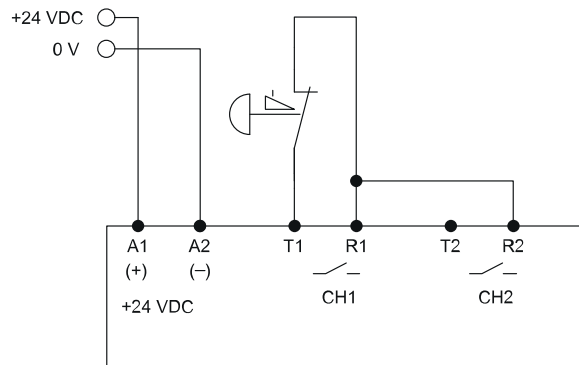 +24 VDC
0 V
A1 A2 T1 R1 T2 R2
(+) (–)
CH1 CH2
+24 VDC